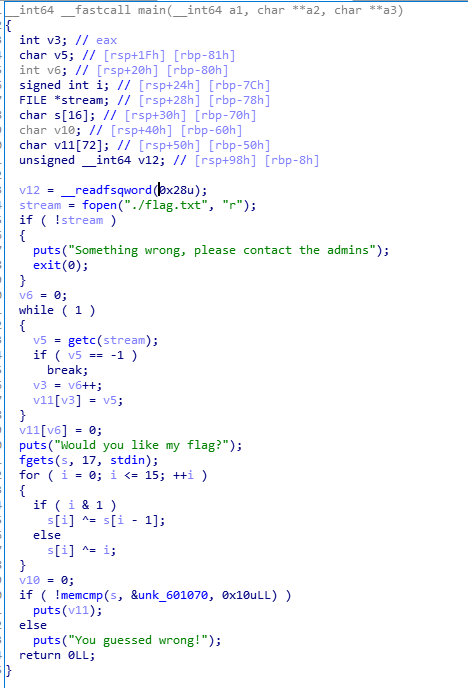 __int64 __fastcall main(__int64 a1, char **a2, char **a3)
{
int v3; // eax
char v5; // [rsp+1Fh] [rbp-81h]
int v6; // [rsp+20h] [rbp-80h]
signed int i; // [rsp+24h] [rbp-7Ch]
FILE *stream; // [rsp+28h] [rbp-78h]
char s[16]; // [rsp+30h] [rbp-70h]
char v10; // [rsp+40h] [rbp-60h]
char v11[72]; // [rsp+50h] [rbp-50h]
unsigned __int64 v12; // [rsp+98h] [rbp-8h]
v12 = __readfsqword(0x28u);
stream = fopen("./flag.txt", "r");
if ( !stream )
{
puts("Something wrong, please contact the admins");
exit(0);
}
v6 = 0;
while ( 1 )
{
v5 = getc(stream);
if ( v5 == -1 )
break;
v3 = v6++;
v11[v3] = v5;
}
v11[v6] = 0;
puts("Would you like my flag?");
fgets(s, 17, stdin);
for ( i = 0; i <= 15; ++i )
{
if ( i & 1 )
s[i] ^= s[i - 1];
else
s[i] ^= i;
}
v10 = 0;
if ( !memcmp(s, &unk_601070, 0x10uLL) )
puts(v11);
else
puts("You guessed wrong!");
return 0LL;
}